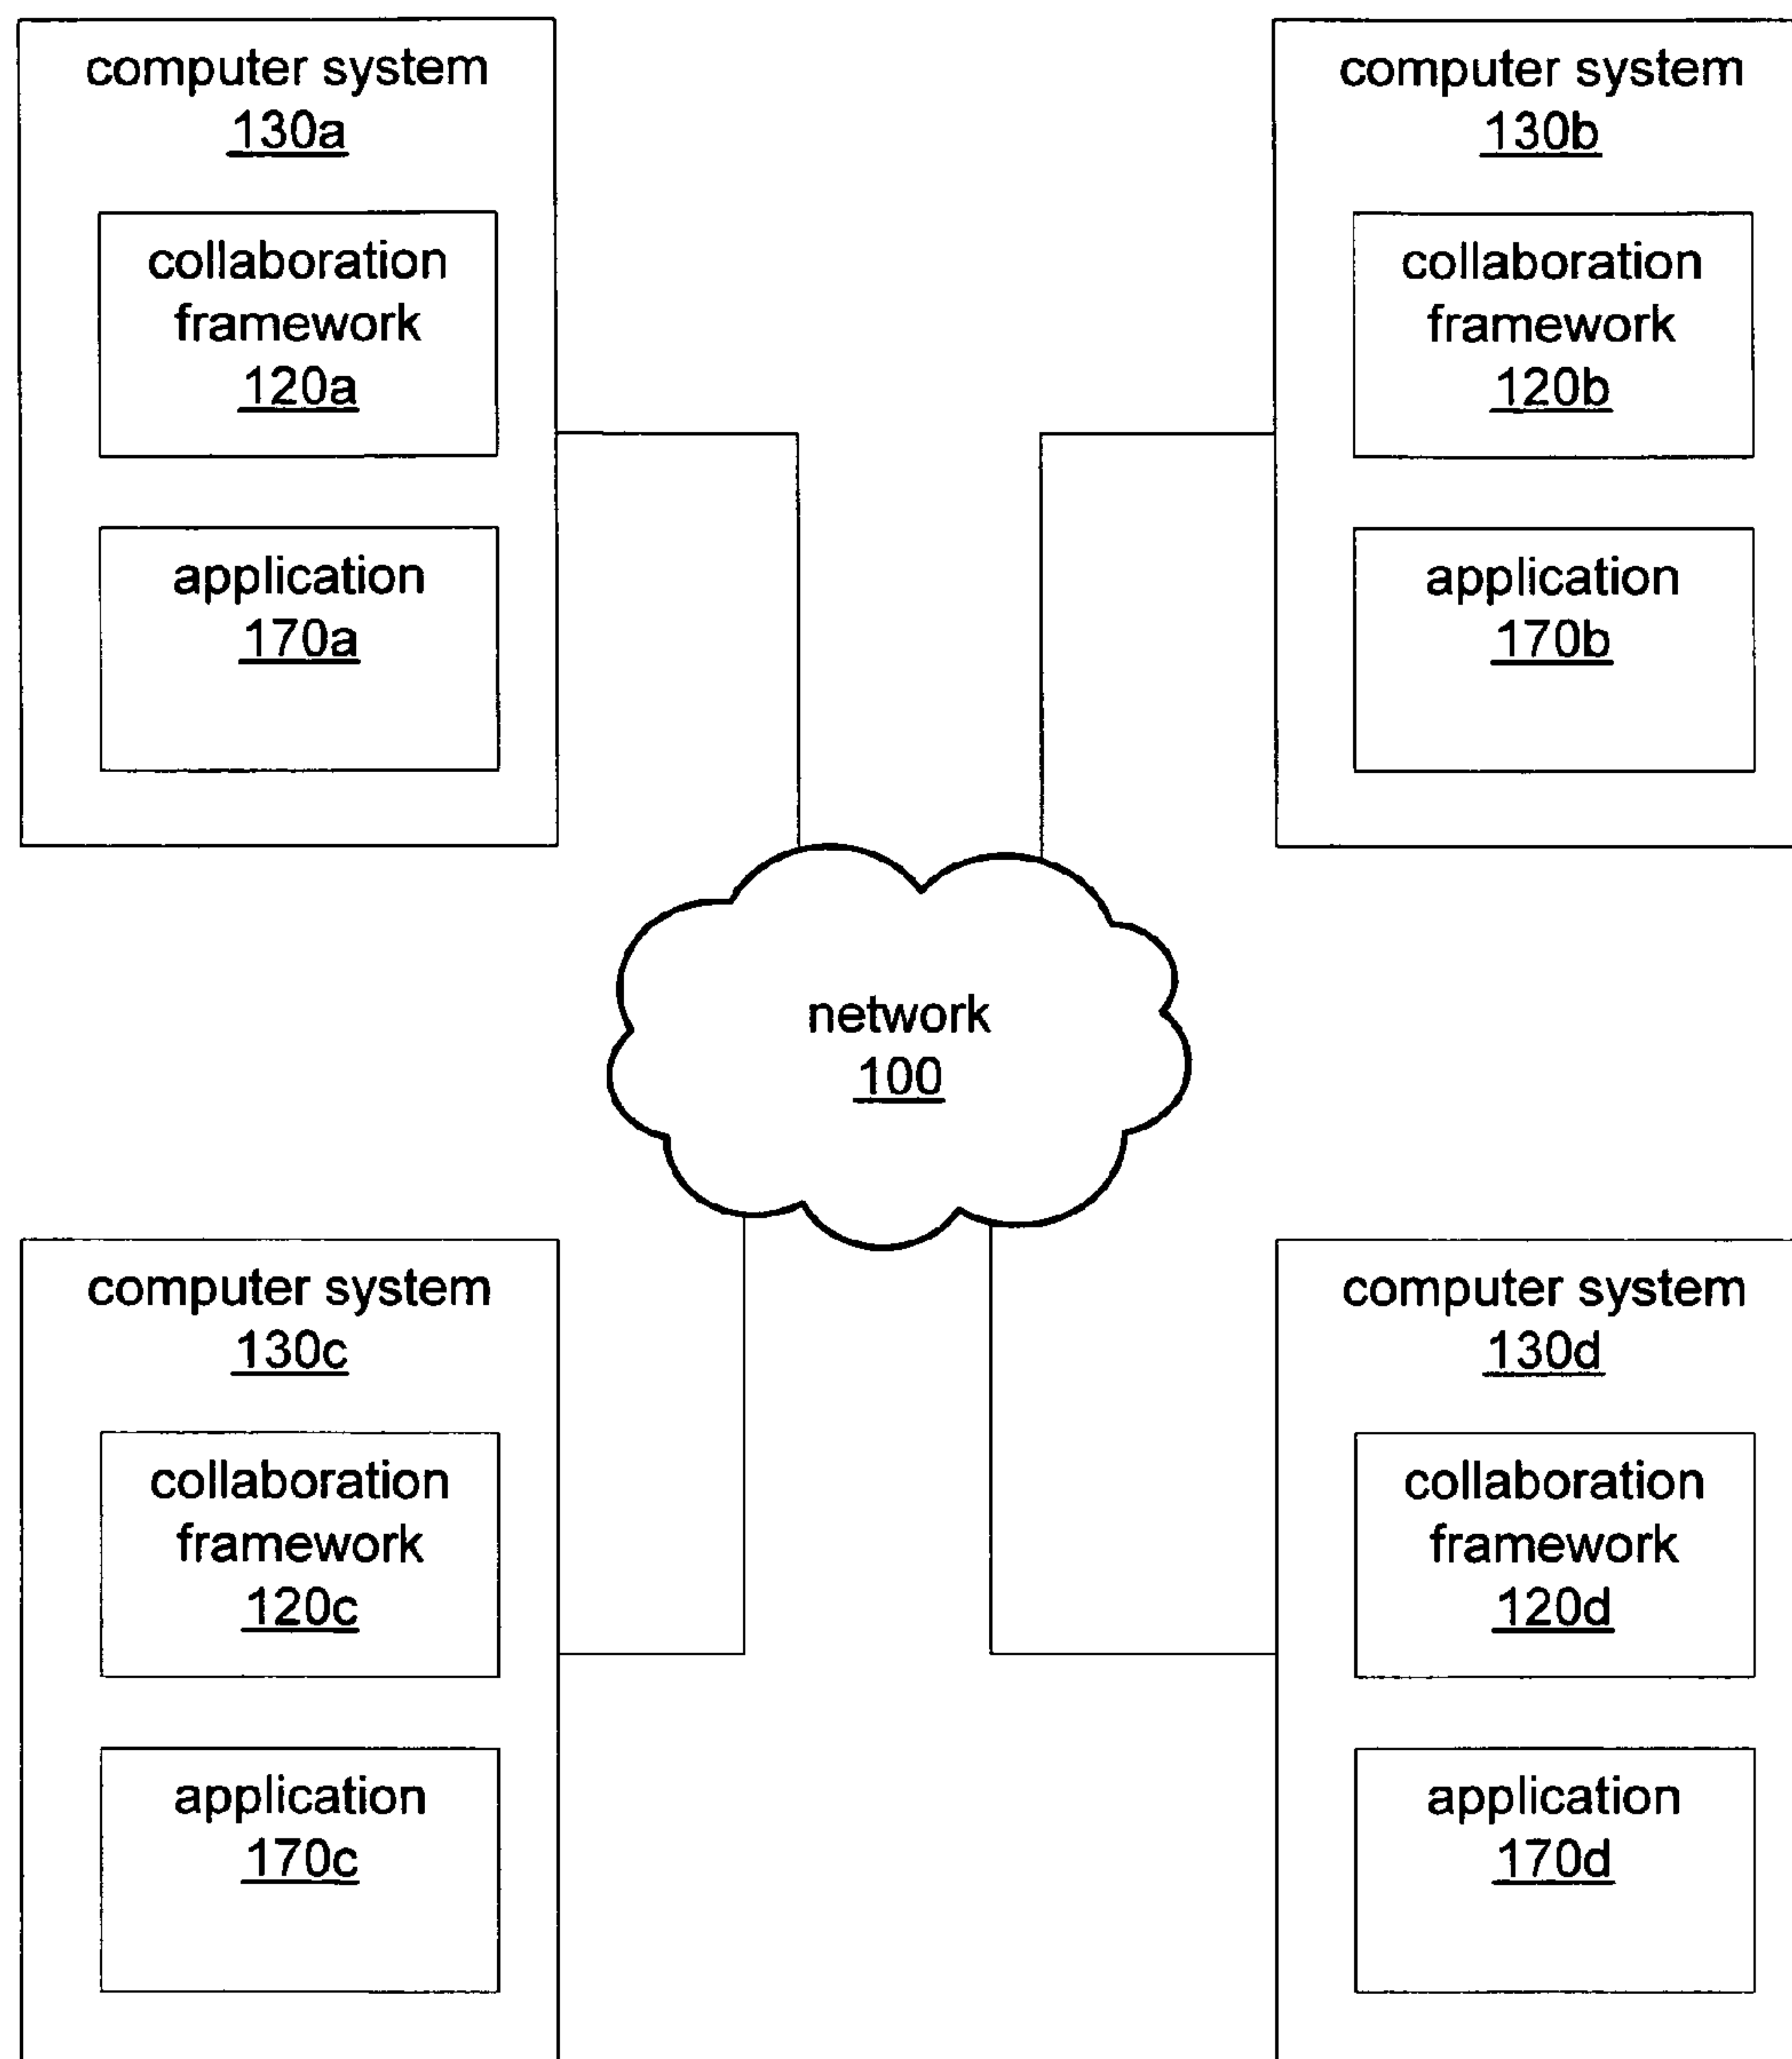 computer system
130a
collaboration
framework
120a
application
170a
computer system
130b
collaboration
framework
120b
application
170b
network
100
computer system
130c
collaboration
framework
120c
application
170c
computer system
130d
collaboration
framework
120d
application
170d